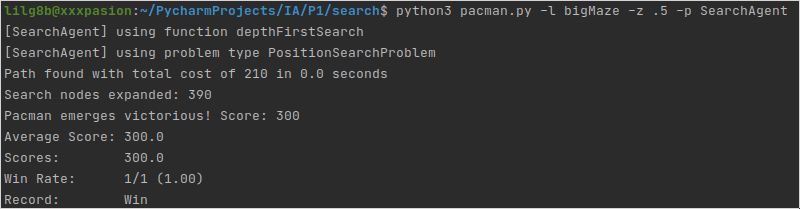 lilg8b@xxxpasion:~/PycharmProjects/IA/P1/search$ python3 pacman.py -l bigMaze -z .5 -p SearchAgent
[SearchAgent] using function depthFirstSearch
[SearchAgent] using problem type PositionSearchProblem
Path found with total cost of 210 in 0.0 seconds
Search nodes expanded: 390
Pacman emerges victorious! Score: 300
Average Score: 300.0
Scores:        300.0
Win Rate:      1/1 (1.00)
Record:        Win